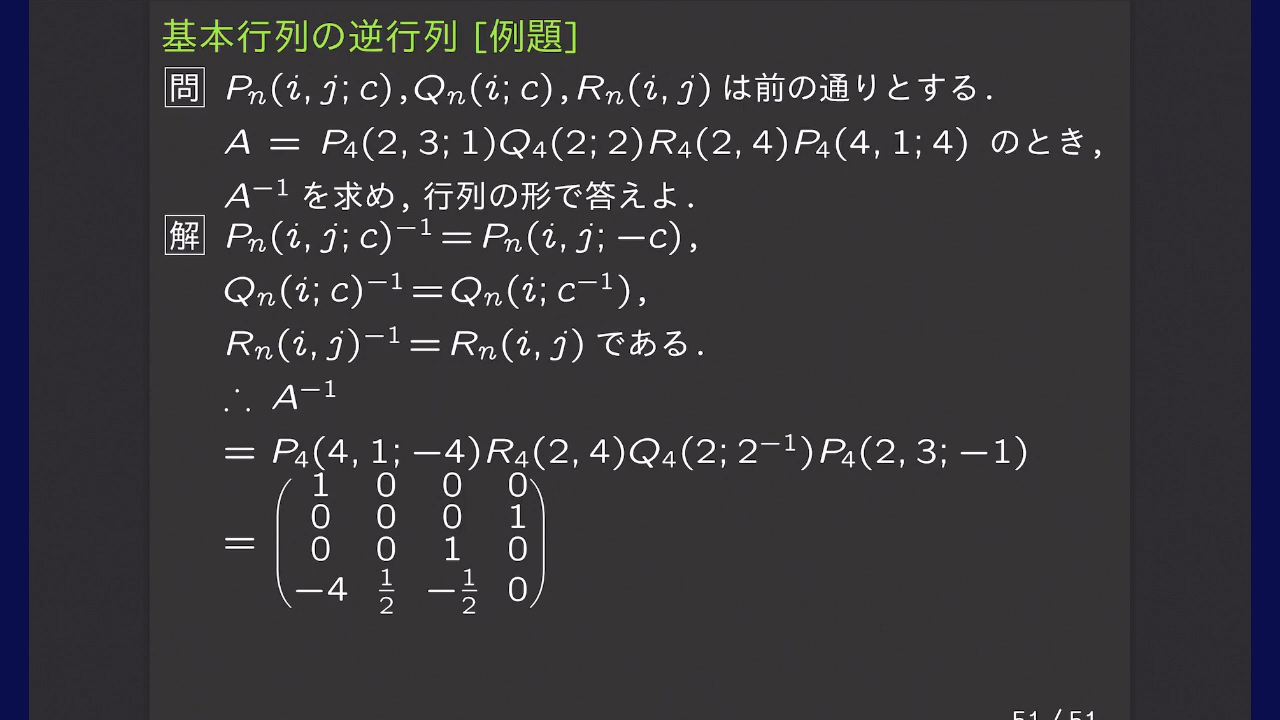 基本行列の逆行列 [例題]
問 Pₙ(i, j; c), Qₙ(i; c), Rₙ(i, j) は前の通りとする.
A = P₄(2, 3; 1)Q₄(2; 2)R₄(2, 4)P₄(4, 1; 4) のとき,
A⁻¹ を求め, 行列の形で答えよ.
解 Pₙ(i, j; c)⁻¹ = Pₙ(i, j; −c),
Qₙ(i; c)⁻¹ = Qₙ(i; c⁻¹),
Rₙ(i, j)⁻¹ = Rₙ(i, j) である.
∴ A⁻¹
= P₄(4, 1; −4)R₄(2, 4)Q₄(2; 2⁻¹)P₄(2, 3; −1)
1 0 0 0
0 0 0 1
= 0 0 1 0
−4 1/2 −1/2 0
51 / 51